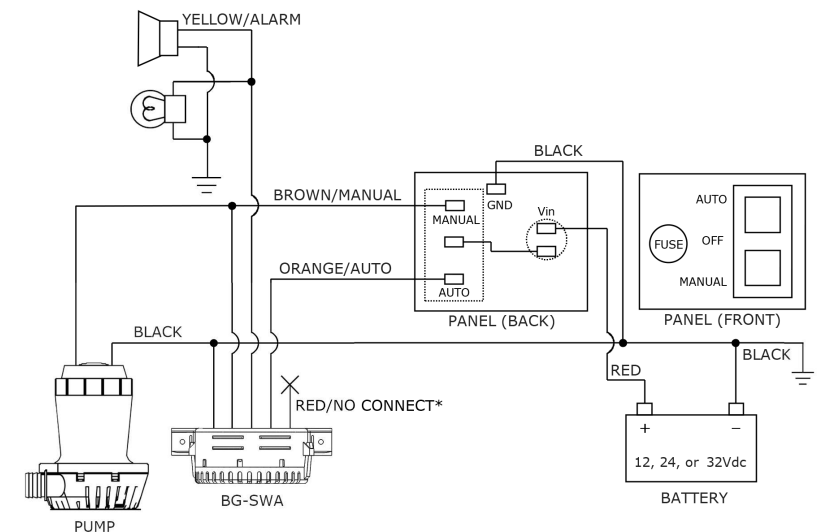 YELLOW/ALARM
BLACK
BROWN/MANUAL
GND
MANUAL
Vin
AUTO
FUSE
OFF
MANUAL
ORANGE/AUTO
AUTO
PANEL (BACK)
PANEL (FRONT)
BLACK
BLACK
RED
RED/NO CONNECT*
+
–
12, 24, or 32Vdc
BG-SWA
BATTERY
PUMP